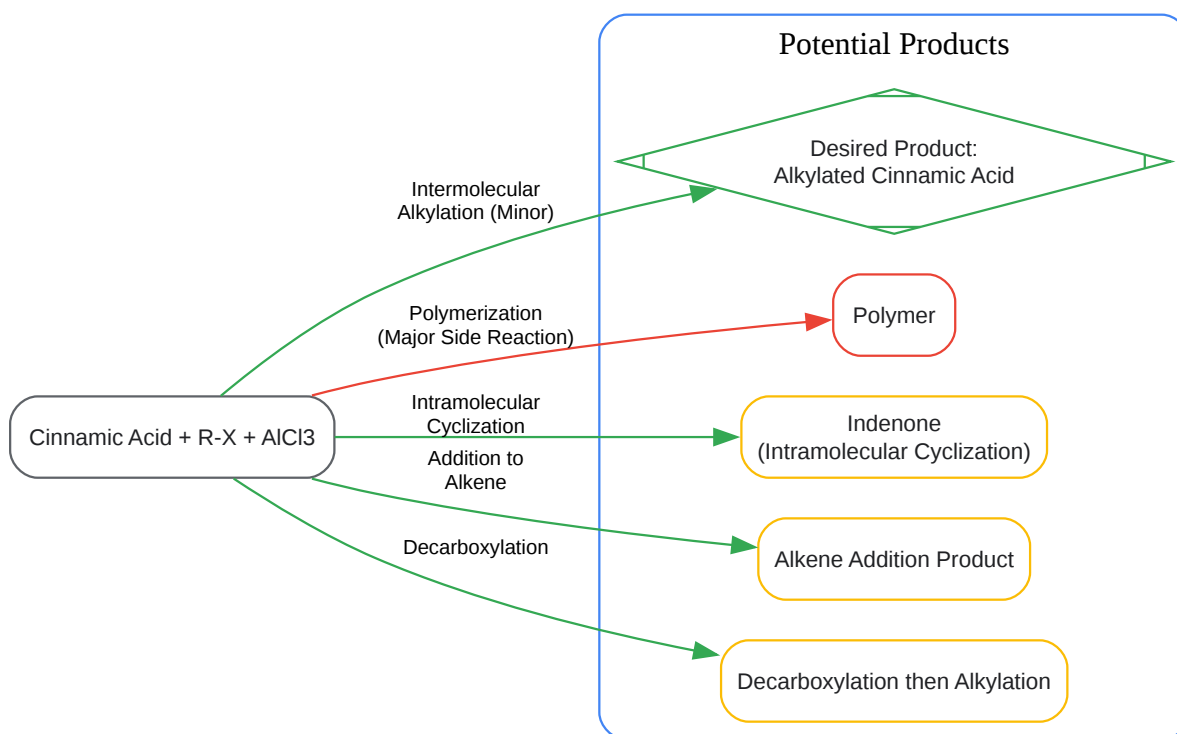 Potential Products
Desired Product:
Alkylated Cinnamic Acid
Intermolecular
Alkylation (Minor)
Polymerization
(Major Side Reaction)
Polymer
Cinnamic Acid + R-X + AlCl3
Intramolecular
Cyclization
Indenone
(Intramolecular Cyclization)
Addition to
Alkene
Alkene Addition Product
Decarboxylation
Decarboxylation then Alkylation